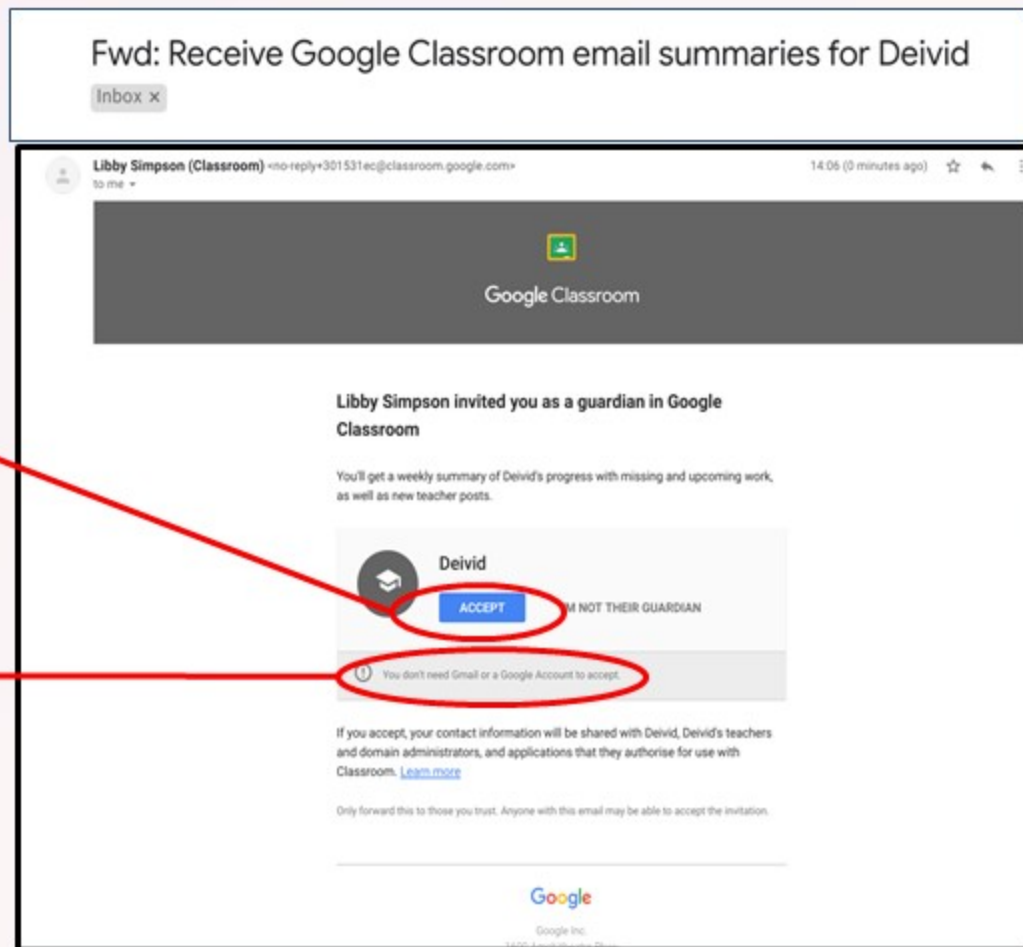 Fwd: Receive Google Classroom email summaries for Deivid
Inbox ×
Libby Simpson (Classroom) <no-reply+301531ec@classroom.google.com>
14:06 (0 minutes ago)
to me
Google Classroom
Libby Simpson invited you as a guardian in Google
Classroom
You'll get a weekly summary of Deivid's progress with missing and upcoming work,
as well as new teacher posts.
Deivid
ACCEPT
M NOT THEIR GUARDIAN
You don't need Gmail or a Google Account to accept.
If you accept, your contact information will be shared with Deivid, Deivid's teachers
and domain administrators, and applications that they authorise for use with
Classroom. Learn more
Only forward this to those you trust. Anyone with this email may be able to accept the invitation.
Google
Google Inc.